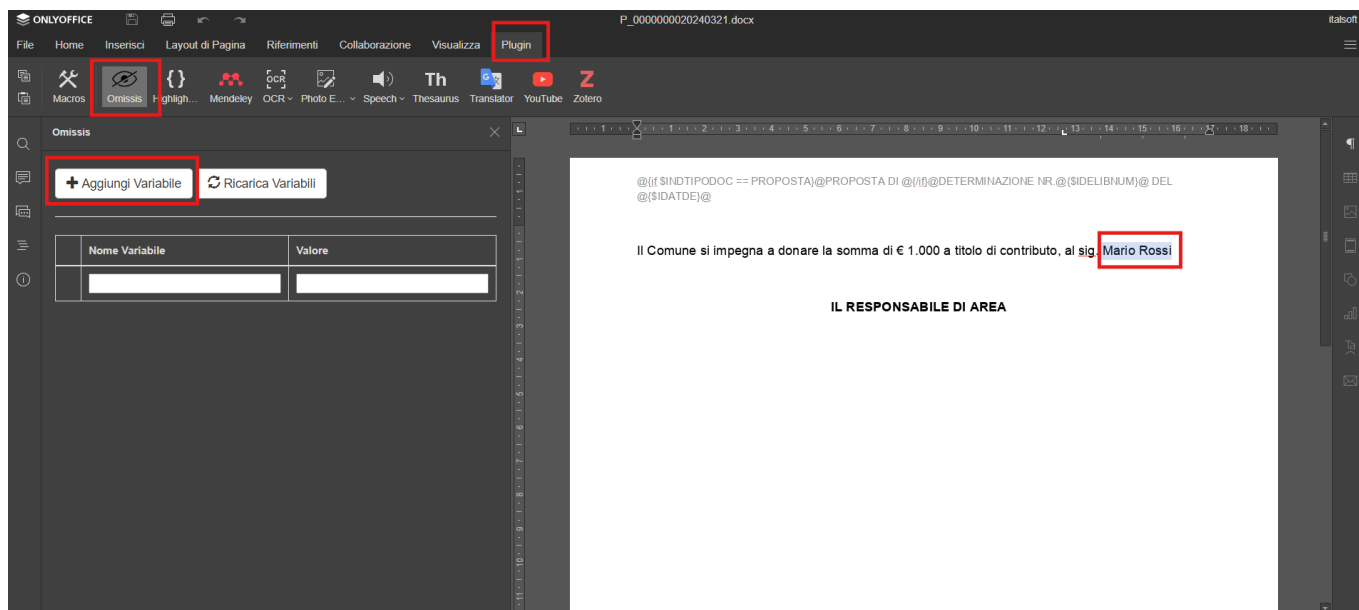 ONLYOFFICE
P_0000000020240321.docx
italsoft
File Home Inserisci Layout di Pagina Riferimenti Collaborazione Visualizza Plugin
Macros Omissis Highligh... Mendeley OCR Photo E... Speech Thesaurus Translator YouTube Zotero
Omissis
Aggiungi Variabile Ricarica Variabili
Nome Variabile Valore
@{if $INDTIPODOC == PROPOSTA}@PROPOSTA DI @{/if}@DETERMINAZIONE NR.@{$IDELIBNUM}@ DEL
@{$IDATDE}@
Il Comune si impegna a donare la somma di € 1.000 a titolo di contributo, al sig. Mario Rossi
IL RESPONSABILE DI AREA